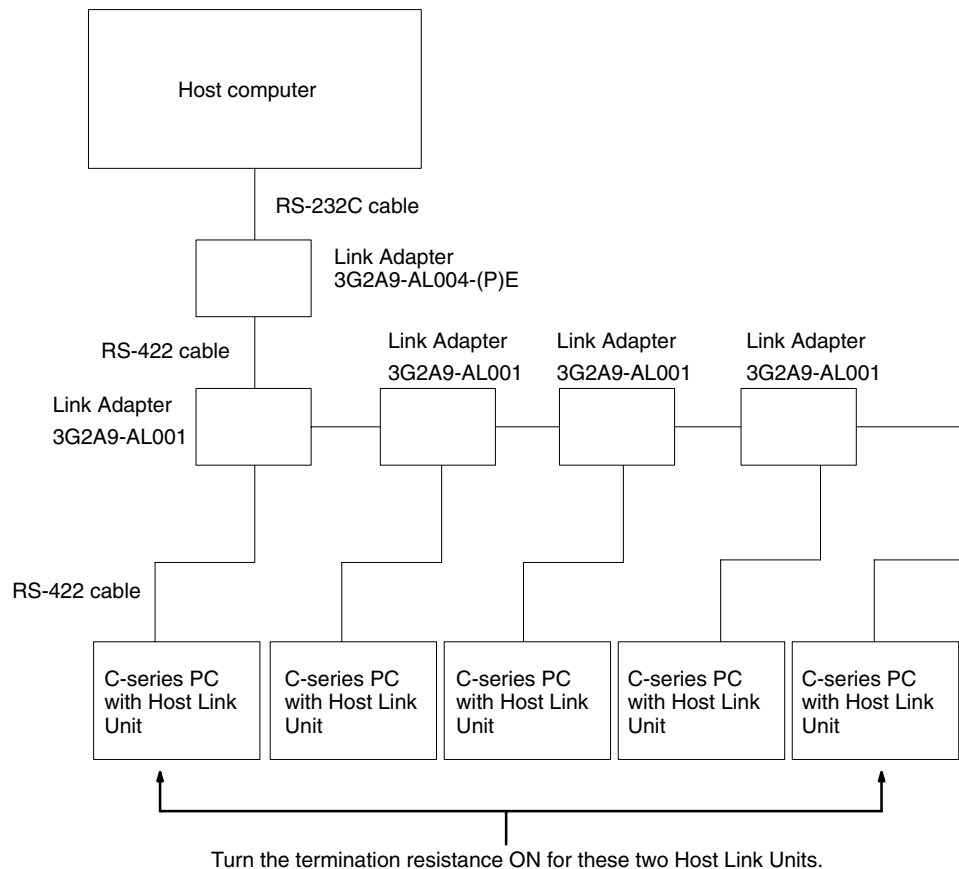 Host computer
RS-232C cable
Link Adapter
3G2A9-AL004-(P)E
RS-422 cable
Link Adapter
3G2A9-AL001
Link Adapter
3G2A9-AL001
Link Adapter
3G2A9-AL001
Link Adapter
3G2A9-AL001
RS-422 cable
C-series PC
with Host Link
Unit
C-series PC
with Host Link
Unit
C-series PC
with Host Link
Unit
C-series PC
with Host Link
Unit
C-series PC
with Host Link
Unit
Turn the termination resistance ON for these two Host Link Units.